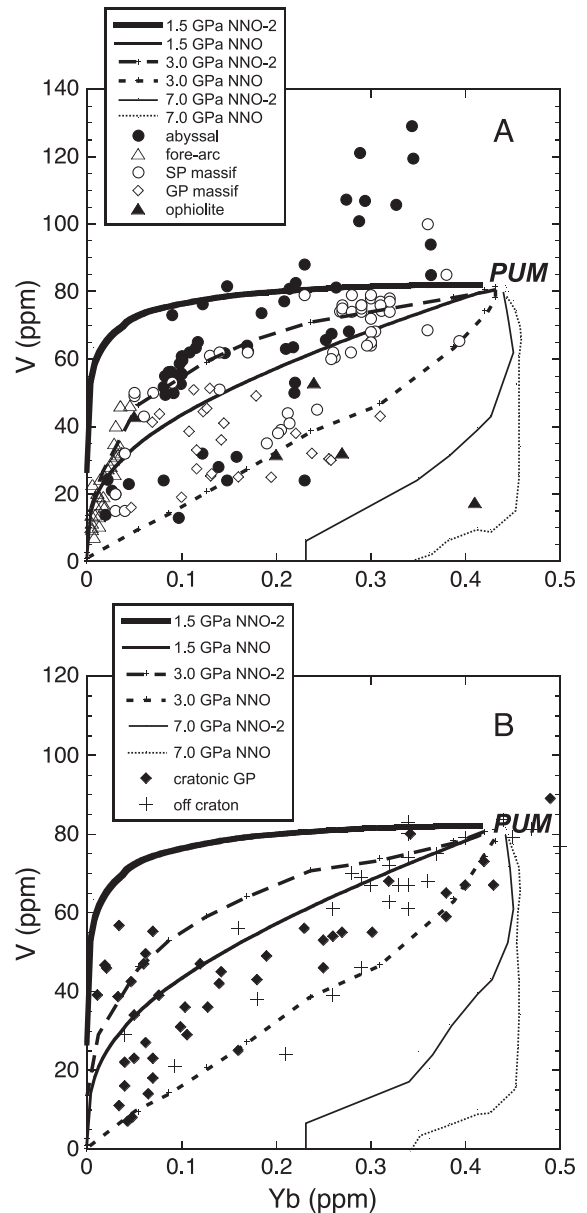 1.5 GPa NNO-2
1.5 GPa NNO
3.0 GPa NNO-2
3.0 GPa NNO
7.0 GPa NNO-2
7.0 GPa NNO
abyssal
fore-arc
SP massif
GP massif
ophiolite
A
PUM
140
120
100
80
60
40
20
0
V (ppm)
0
0.1
0.2
0.3
0.4
0.5
1.5 GPa NNO-2
1.5 GPa NNO
3.0 GPa NNO-2
3.0 GPa NNO
7.0 GPa NNO-2
7.0 GPa NNO
cratonic GP
off craton
B
PUM
120
100
80
60
40
20
0
V (ppm)
0
0.1
0.2
0.3
0.4
0.5
Yb (ppm)